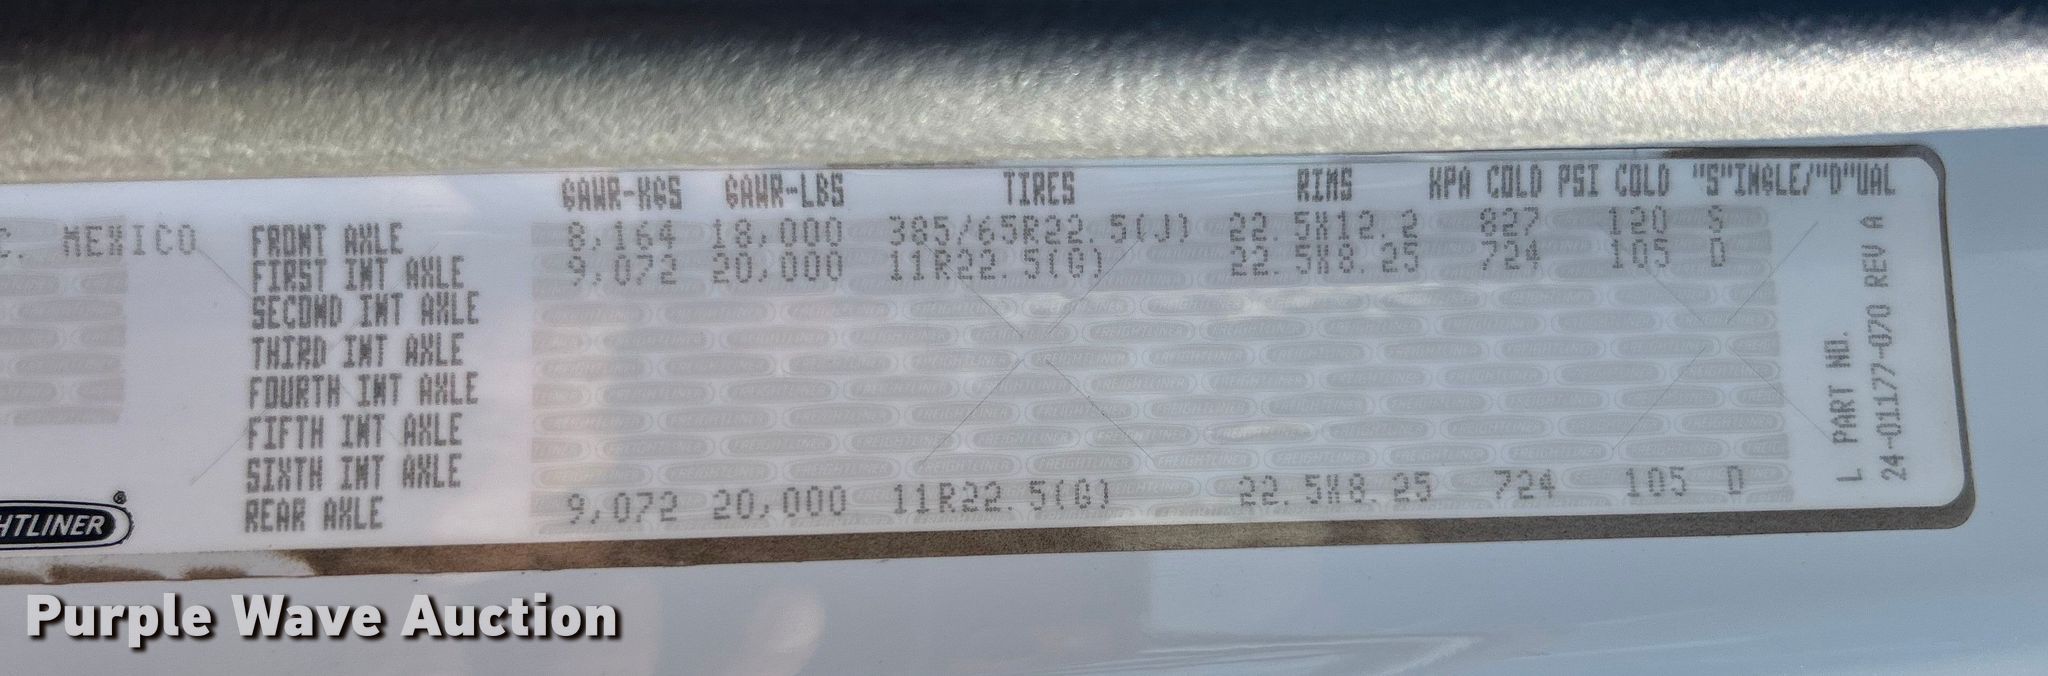 GAWR-KGS GAWR-LBS TIRES RIMS KPA COLD PSI COLD "S"INGLE/"D"UAL
C. MEXICO
FRONT AXLE 8,164 18,000 385/65R22.5(J) 22.5X12.2 827 120 S
FIRST INT AXLE 9,072 20,000 11R22.5(G) 22.5X8.25 724 105 D
SECOND INT AXLE
THIRD INT AXLE
FOURTH INT AXLE
FIFTH INT AXLE
SIXTH INT AXLE
REAR AXLE 9,072 20,000 11R22.5(G) 22.5X8.25 724 105 D
L PART NO.
24-01177-070 REV A
HTLINER®
Purple Wave Auction